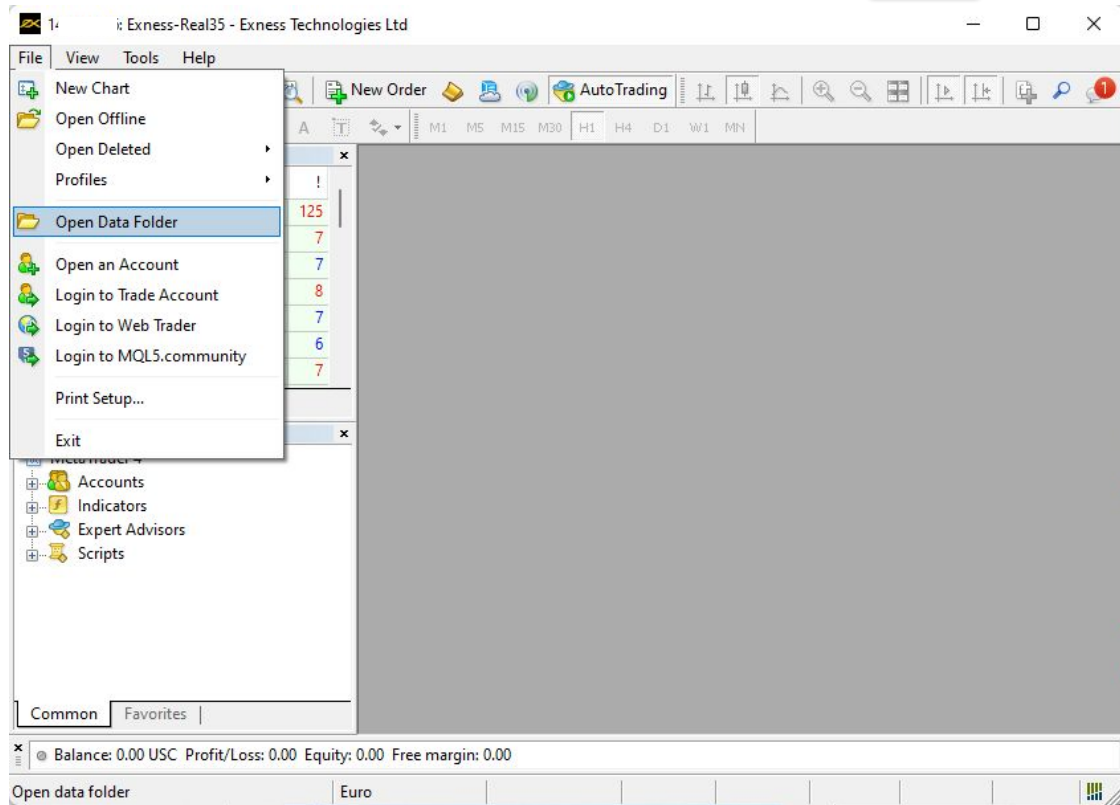 14 : Exness-Real35 - Exness Technologies Ltd
File View Tools Help
New Order AutoTrading 1
A T M1 M5 M15 M30 H1 H4 D1 W1 MN
New Chart
Open Offline
Open Deleted
Profiles
Open Data Folder
Open an Account
Login to Trade Account
Login to Web Trader
Login to MQL5.community
Print Setup...
Exit
!
125
7
7
8
7
6
7
MetaTrader 4
Accounts
Indicators
Expert Advisors
Scripts
Common Favorites
Balance: 0.00 USC Profit/Loss: 0.00 Equity: 0.00 Free margin: 0.00
Open data folder Euro